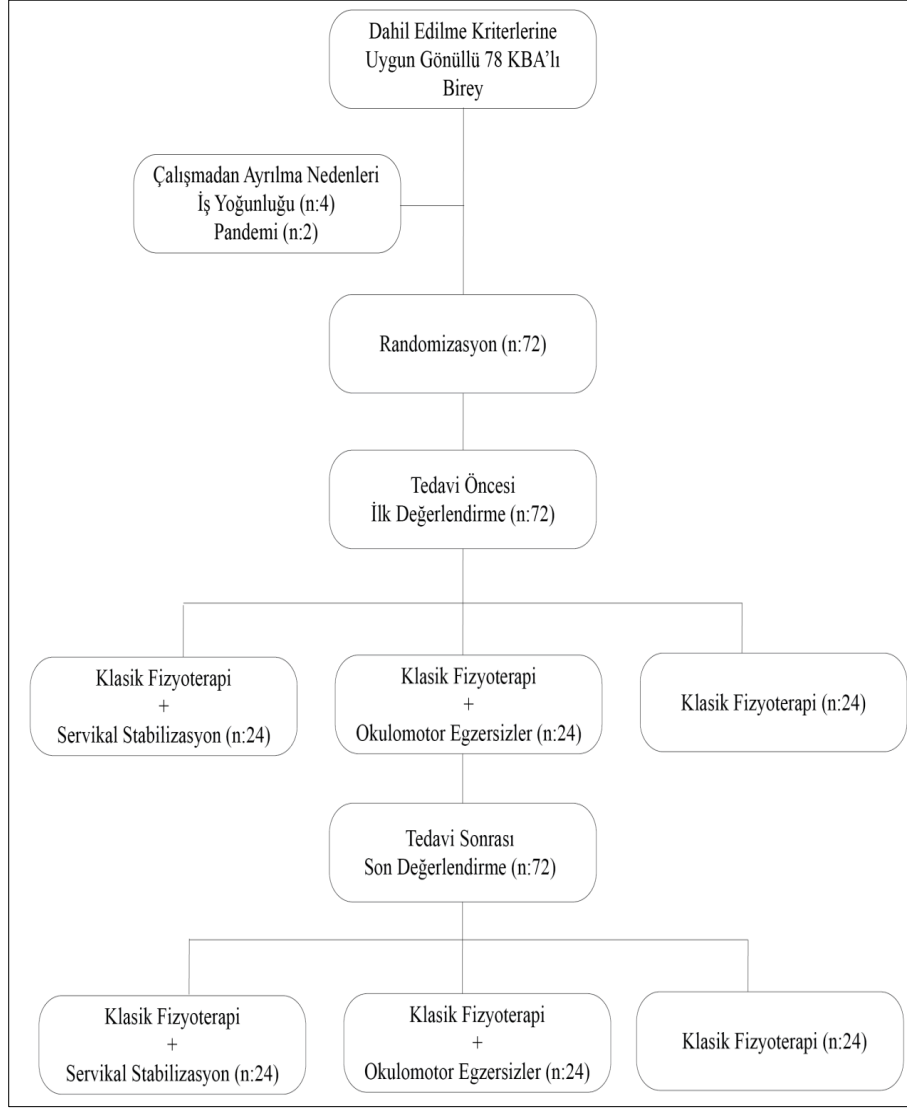 Dahil Edilme Kriterlerine
Uygun Gönüllü 78 KBA’lı
Birey
Çalışmadan Ayrılma Nedenleri
İş Yoğunluğu (n:4)
Pandemi (n:2)
Randomizasyon (n:72)
Tedavi Öncesi
İlk Değerlendirme (n:72)
Klasik Fizyoterapi
+
Servikal Stabilizasyon (n:24)
Klasik Fizyoterapi
+
Okulomotor Egzersizler (n:24)
Klasik Fizyoterapi (n:24)
Tedavi Sonrası
Son Değerlendirme (n:72)
Klasik Fizyoterapi
+
Servikal Stabilizasyon (n:24)
Klasik Fizyoterapi
+
Okulomotor Egzersizler (n:24)
Klasik Fizyoterapi (n:24)